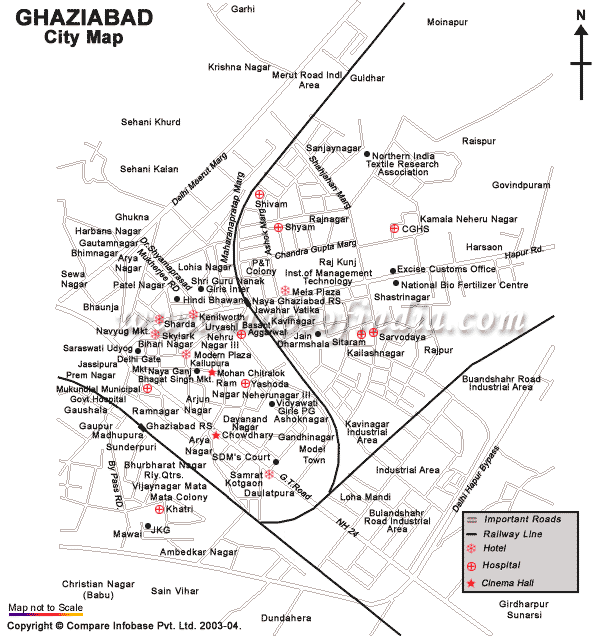 GHAZIABAD
City Map
Garhi
Moinapur
N
Krishna Nagar
Merut Road Indl
Area
Guldhar
Sehani Khurd
Sanjaynagar
Raispur
Northern India
Textile Research
Association
Sehani Kalan
Delhi Meerut Marg
Shahjahan Marg
Govindpuram
Maharanapratap Marg
Shivam
Ghukna
Ashok Marg
Rajnagar
Kamala Neheru Nagar
Harbans Nagar
Shyam
CGHS
Gautamnagar
Dr.Shyamaprasad
Mukherjee RD
Chandra Gupta Marg
Harsaon
Hapur Rd.
Bhimnagar
Arya
Nagar
Lohia Nagar
P&T
Colony
Raj Kunj
Sewa
Nagar
Inst.of Management
Technology
Excise Customs Office
Patel Nagar
Shri Guru Nanak
Girls Inter
Mela Plaza
National Bio Fertilizer Centre
Bhaunja
Hindi Bhawan
Naya Ghaziabad RS.
Shastrinagar
Jawahar Vatika
Kenilworth
Sharda
Kavinagar
Navyug Mkt.
Urvashi
Basant
Skylark
Nehru
Nagar III
Aggarwal
Jain
Sitaram
Sarvodaya
Bihari Nagar
Dharmshala
Saraswati Udyog
Kailashnagar
Rajpur
Delhi Gate
Modern Plaza
Jassipura
Kallupura
Mkt.
Naya Ganj
Mohan Chitralok
Prem Nagar
Bhagat Singh Mkt.
Ram
Nagar
Yashoda
Buandshahr Road
Industrial Area
Mukundlal Municipal
Govt.Hospital
Neherunagar III
Arjun
Nagar
Vidyawati
Girls PG
Gaushala
Ramnagar
Dayanand
Nagar
Ashoknagar
Gaupur
Ghaziabad RS.
Kavinagar
Industrial
Area
Madhupura
Arya
Nagar
Chowdhary
Gandhinagar
Sunderpuri
Model
Town
SDM's Court
Bhurbharat Nagar
Rly.Qtrs.
By Pass RD
Samrat
Industrial Area
Delhi Hapur Bypass
Vijaynagar Mata
Kotgaon
G.T.Road
Mata Colony
Daulatpura
Loha Mandi
Khatri
NH 24
Bulandshahr
Road Industrial
Area
Mawai
JKG
Important Roads
Railway Line
Hotel
Hospital
Cinema Hall
Ambedkar Nagar
Christian Nagar
(Babu)
Sain Vihar
Girdharpur
Sunarsi
Map not to Scale
Dundahera
Copyright © Compare Infobase Pvt. Ltd. 2003-04.